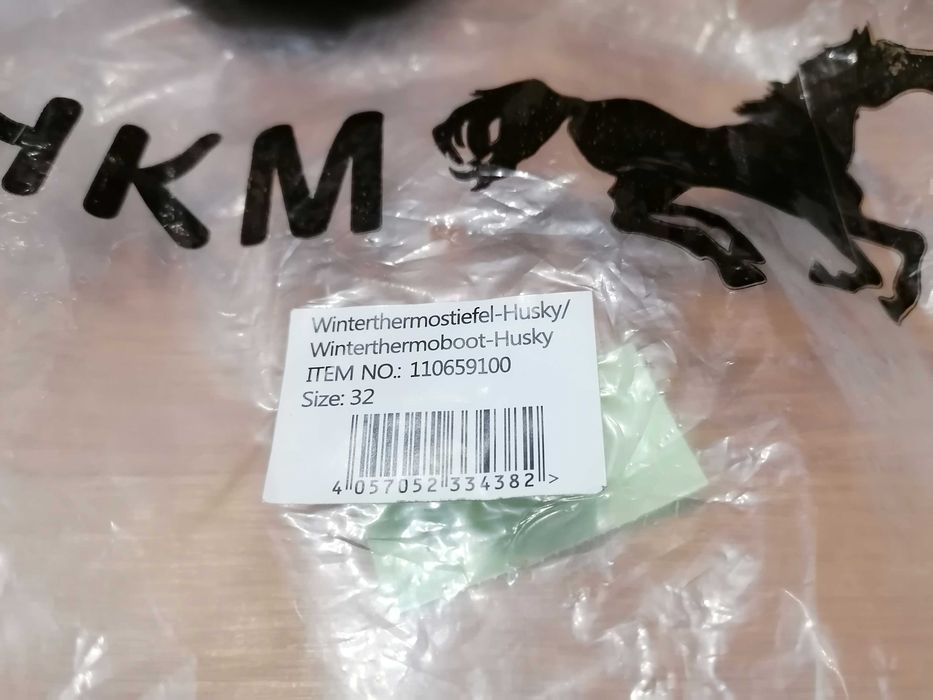 HKM
Winterthermostiefel-Husky/
Winterthermoboot-Husky
ITEM NO.: 110659100
Size: 32
4 057052 334382 >